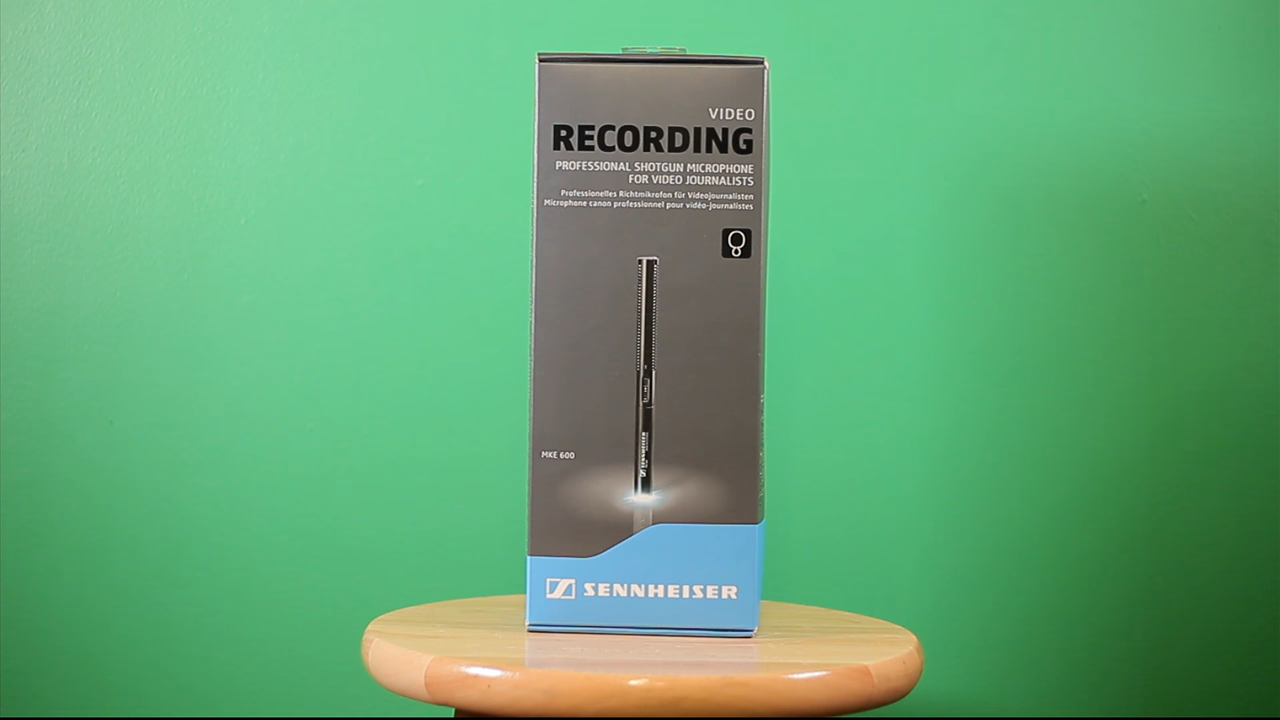 VIDEO
RECORDING
PROFESSIONAL SHOTGUN MICROPHONE
FOR VIDEO JOURNALISTS
Professionelles Richtmikrofon für Videojournalisten
Microphone canon professionnel pour vidéo-journalistes
SENNHEISER
MKE 600
SENNHEISER